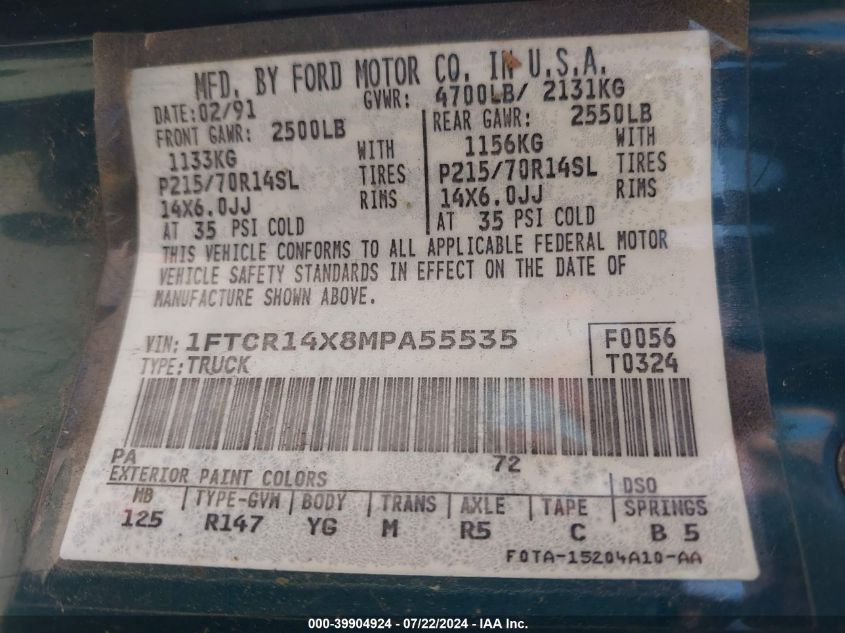 MFD. BY FORD MOTOR CO. IN U.S.A.
DATE: 02/91 GVWR: 4700LB/ 2131KG
FRONT GAWR: 2500LB REAR GAWR: 2550LB
1133KG WITH 1156KG WITH
P215/70R14SL TIRES P215/70R14SL TIRES
14X6.0JJ RIMS 14X6.0JJ RIMS
AT 35 PSI COLD AT 35 PSI COLD
THIS VEHICLE CONFORMS TO ALL APPLICABLE FEDERAL MOTOR
VEHICLE SAFETY STANDARDS IN EFFECT ON THE DATE OF
MANUFACTURE SHOWN ABOVE.
VIN: 1FTCR14X8MPA55535 F0056
TYPE: TRUCK T0324
PA 72
EXTERIOR PAINT COLORS DSO
WB TYPE-GVW BODY TRANS AXLE TAPE SPRINGS
125 R147 YG M R5 C B 5
F0TA-15204A10-AA
000-39904924 - 07/22/2024 - IAA Inc.